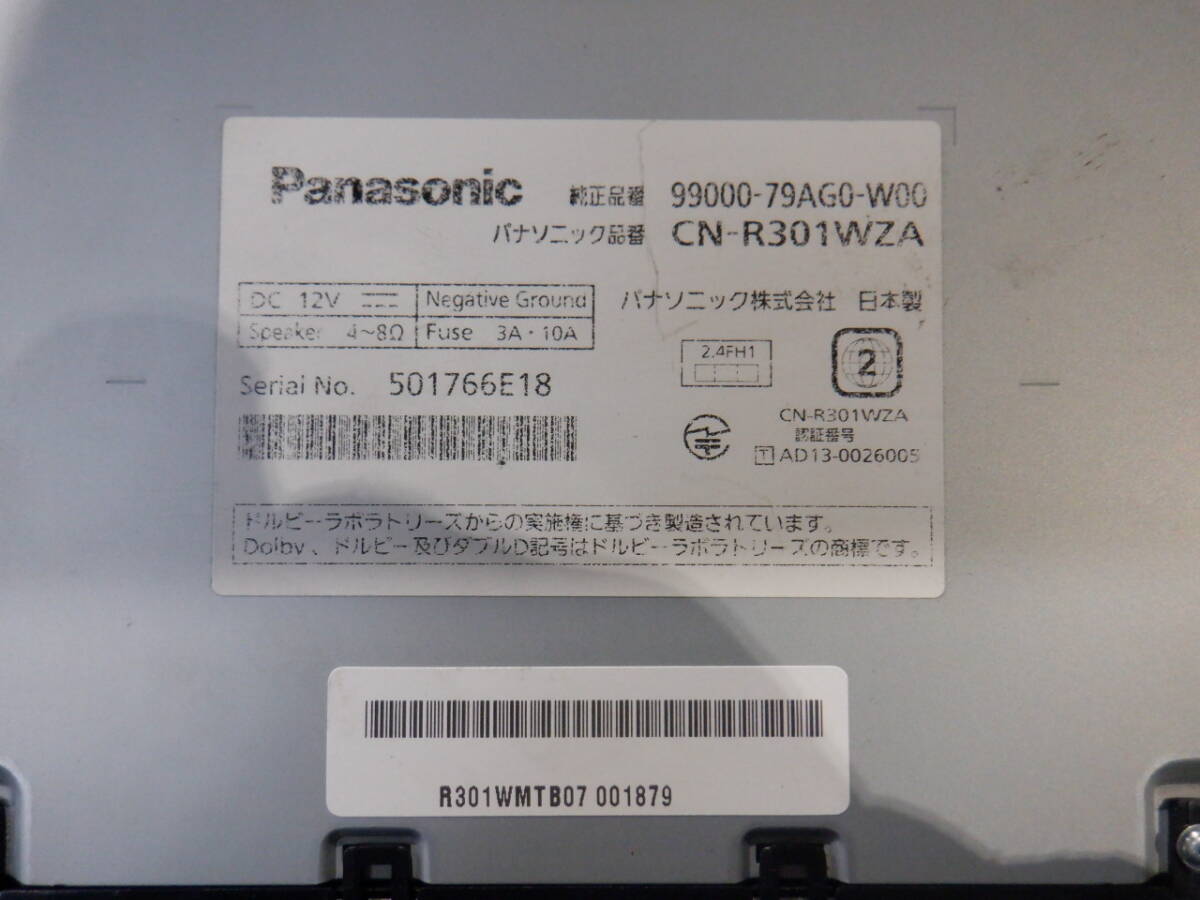 Panasonic 純正品番 99000-79AG0-W00
パナソニック品番 CN-R301WZA
DC 12V Negative Ground
Speaker 4~8Ω Fuse 3A・10A
パナソニック株式会社 日本製
2.4FH1
2
Serial No. 501766E18
CN-R301WZA
認証番号
T AD13-0026005
ドルビーラボラトリーズからの実施権に基づき製造されています。
Dolby、ドルビー及びダブルD記号はドルビーラボラトリーズの商標です。
R301WMTB07 001879